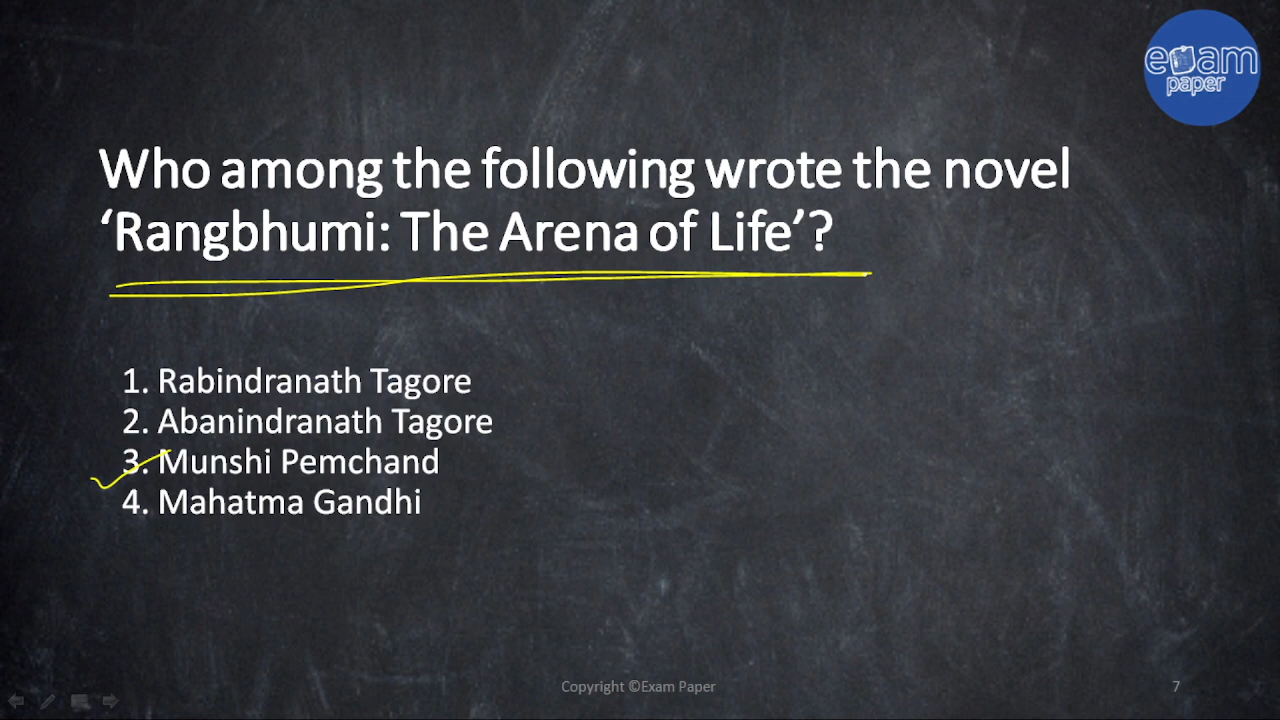 exam
paper
Who among the following wrote the novel
‘Rangbhumi: The Arena of Life’?
1. Rabindranath Tagore
2. Abanindranath Tagore
3. Munshi Pemchand
4. Mahatma Gandhi
Copyright ©Exam Paper
7